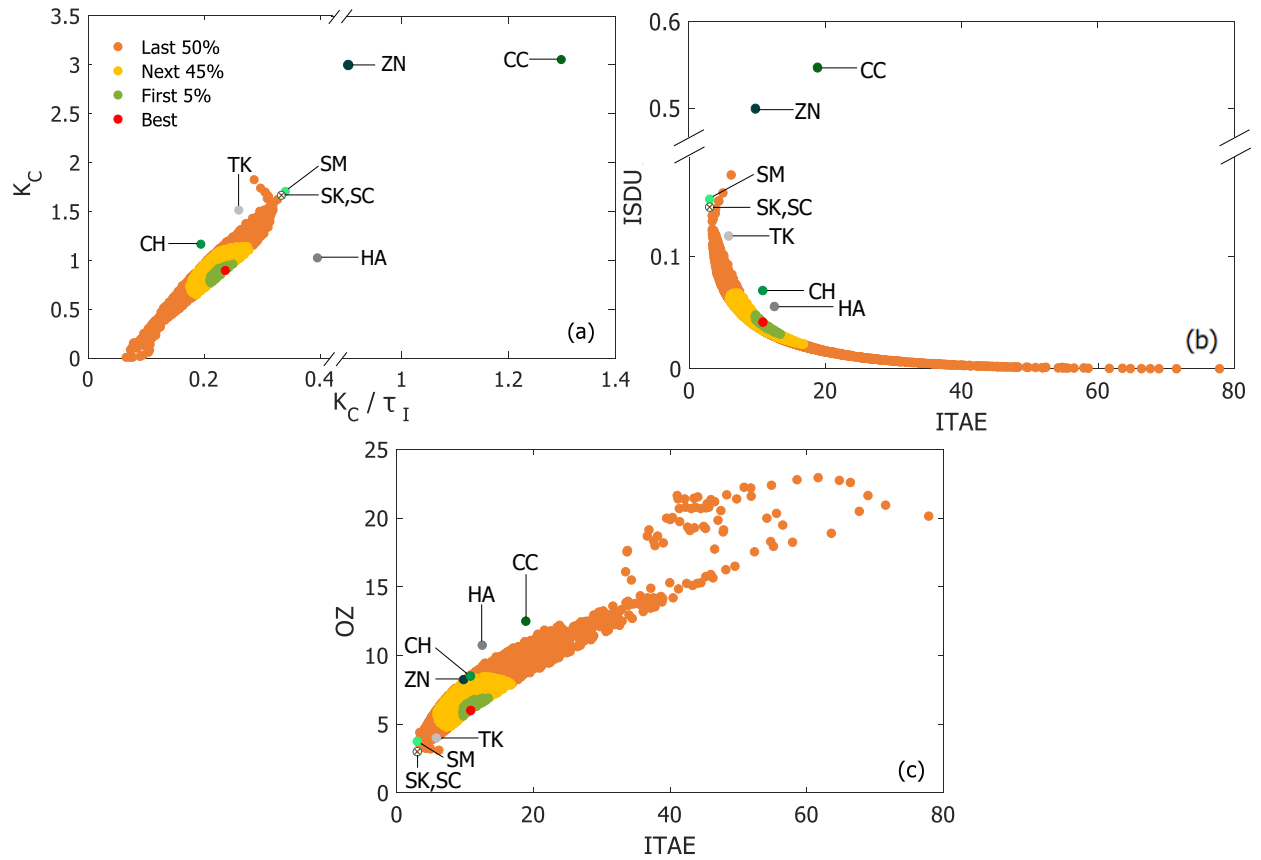 3.5
3
2.5
2
1.5
1
0.5
0
K_C
Last 50%
Next 45%
First 5%
Best
ZN
CC
TK
SM
SK,SC
CH
HA
(a)
0
0.2
0.4
1
1.2
1.4
K_C / τ_I
0.6
0.5
0.1
0
ISDU
CC
ZN
SM
SK,SC
TK
CH
HA
(b)
0
20
40
60
80
ITAE
25
20
15
10
5
0
OZ
CC
HA
CH
ZN
TK
SM
SK,SC
(c)
0
20
40
60
80
ITAE